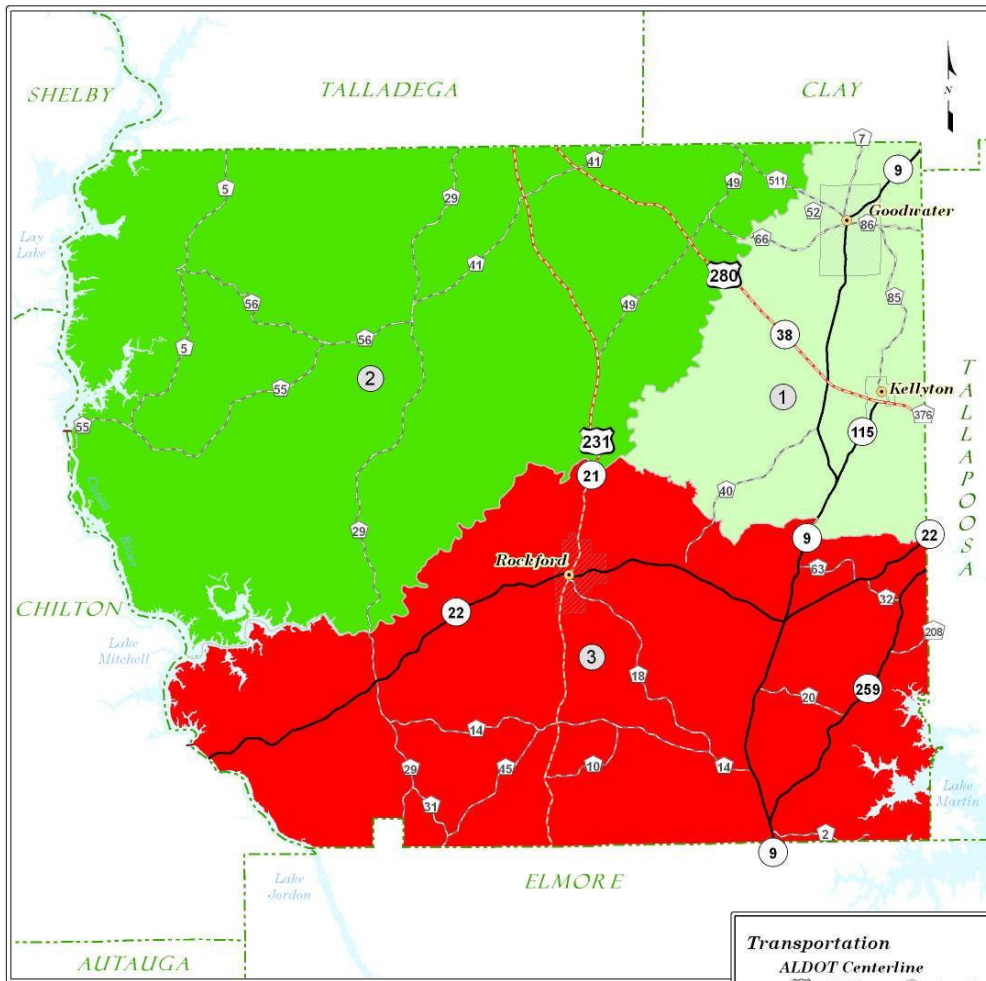 SHELBY
TALLADEGA
CLAY
N
7
9
41
5
49
511
29
52
Goodwater
86
66
Lay
Lake
41
280
85
56
49
38
56
5
2
Kellyton
1
55
376
55
115
231
21
TALLAPOOSA
40
Coosa
River
29
9
22
Rockford
63
32
CHILTON
22
208
Lake
Mitchell
3
18
259
20
14
29
45
10
14
Lake
Martin
31
2
9
Lake
Jordon
ELMORE
AUTAUGA
Transportation
ALDOT Centerline